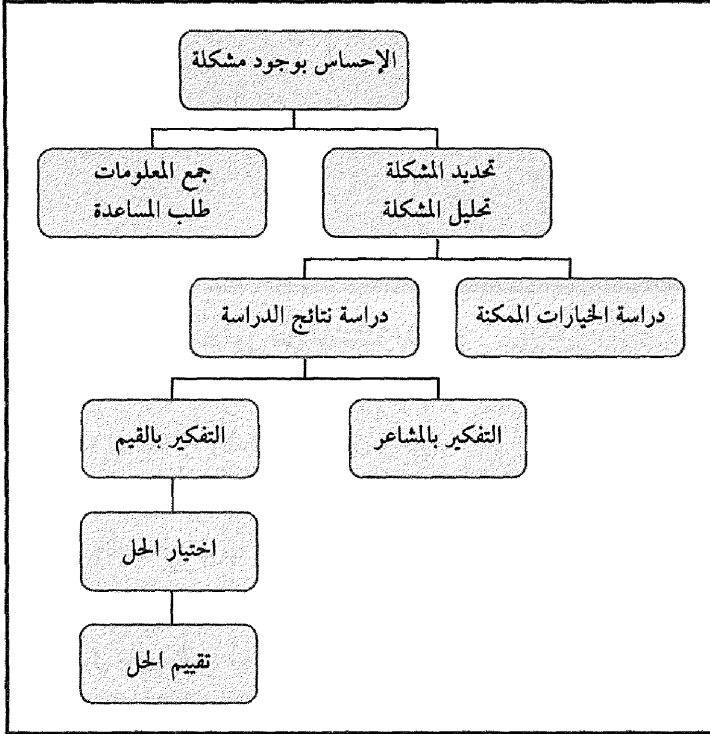 الإحساس بوجود مشكلة
تحديد المشكلة
تحليل المشكلة
جمع المعلومات
طلب المساعدة
دراسة الخيارات الممكنة
دراسة نتائج الدراسة
التفكير بالمشاعر
التفكير بالقيم
اختيار الحل
تقييم الحل